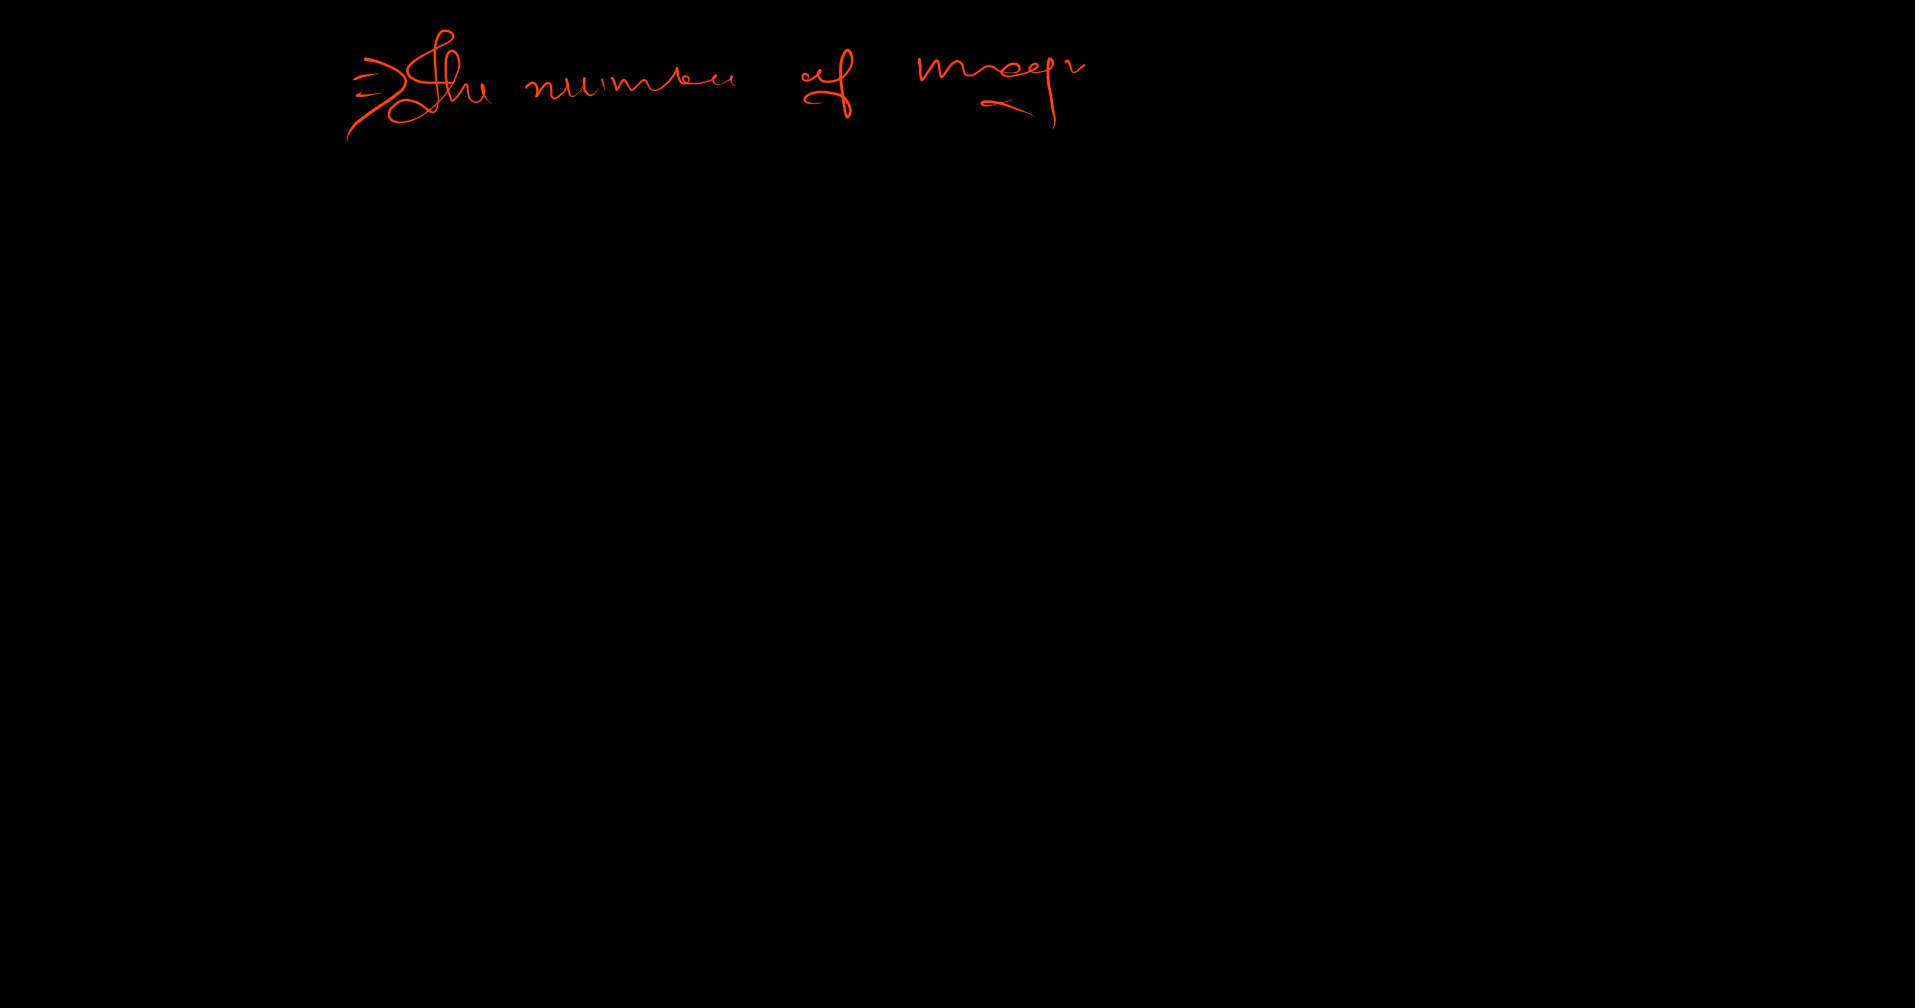 ⇒ The number of